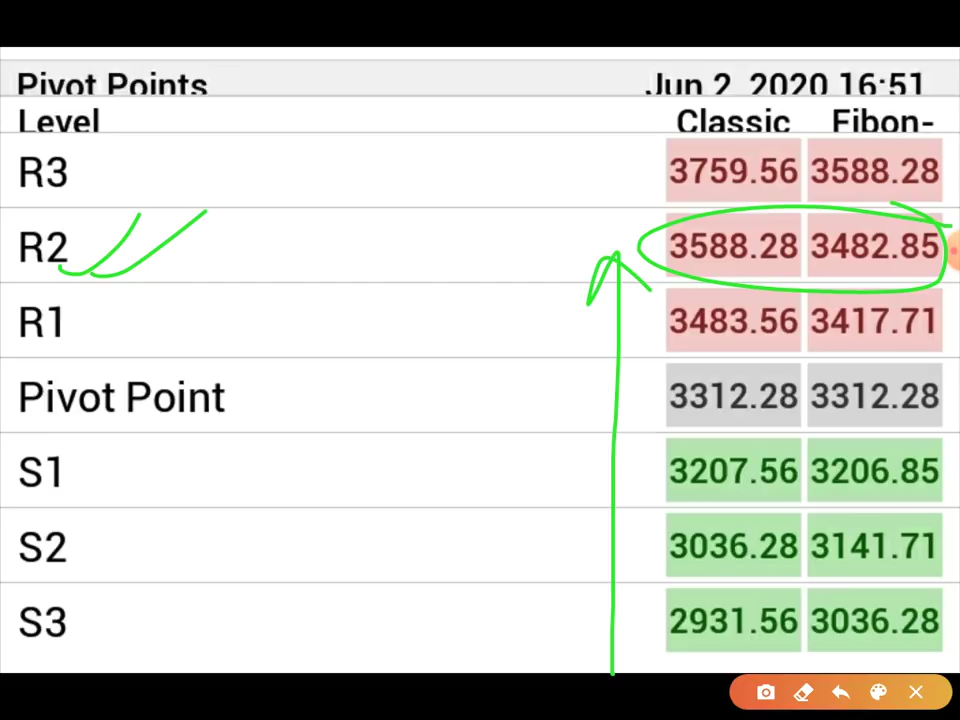 Pivot Points Jun 2, 2020 16:51
Level Classic Fibon-
R3 3759.56 3588.28
R2 3588.28 3482.85
R1 3483.56 3417.71
Pivot Point 3312.28 3312.28
S1 3207.56 3206.85
S2 3036.28 3141.71
S3 2931.56 3036.28